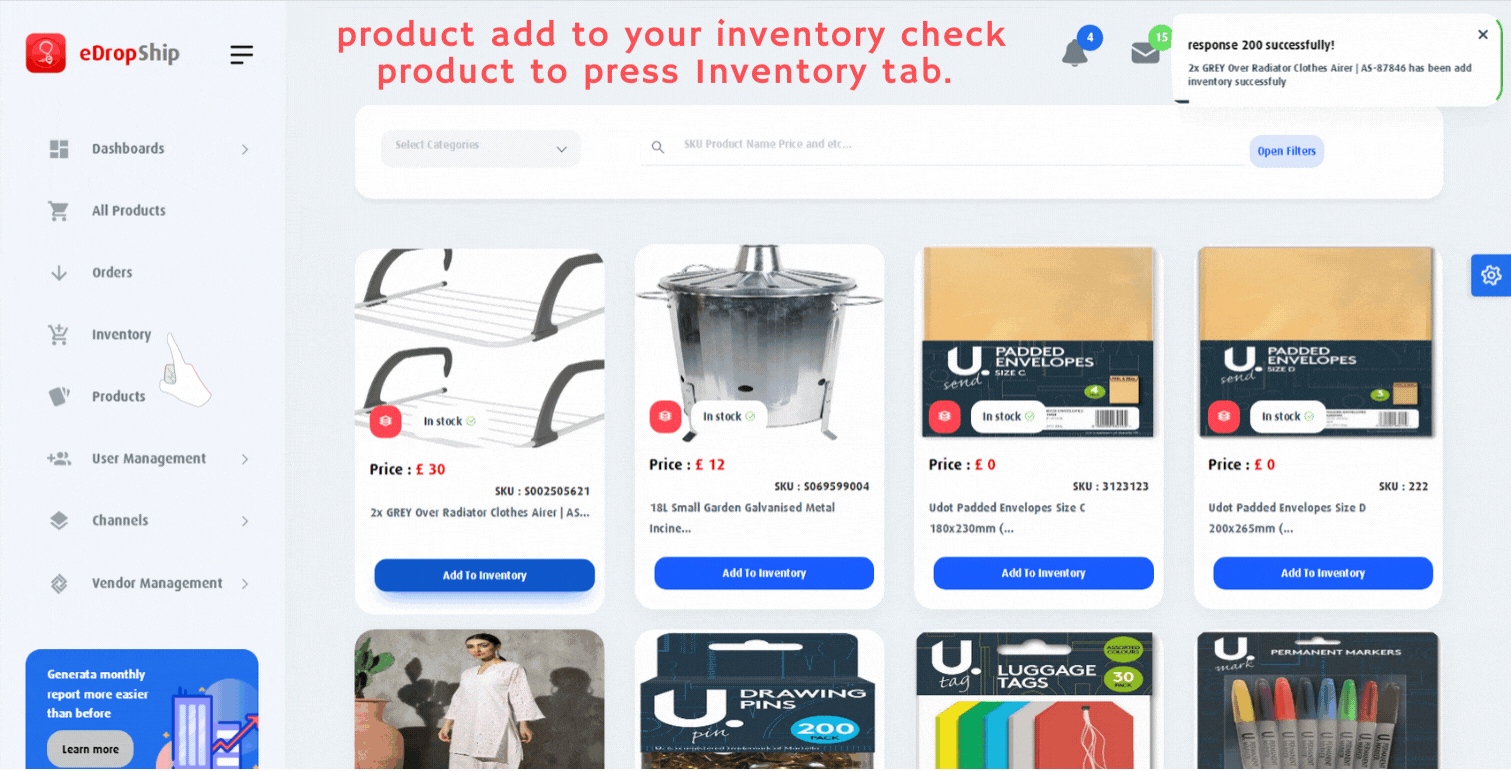 eDropShip
product add to your inventory check
product to press Inventory tab.
4
15
response 200 successfully!
2x GREY Over Radiator Clothes Airer | AS-87846 has been add
inventory successfuly
Dashboards
All Products
Orders
Inventory
Products
User Management
Channels
Vendor Management
Generata monthly
report more easier
than before
Learn more
Select Categories
SKU Product Name Price and etc...
Open Filters
In stock
Price : £ 30
SKU : S002505621
2x GREY Over Radiator Clothes Airer | AS...
Add To Inventory
In stock
Price : £ 12
SKU : S069599004
18L Small Garden Galvanised Metal
Incine...
Add To Inventory
U.
send
PADDED
ENVELOPES
SIZE C
4
In stock
Price : £ 0
SKU : 3123123
Udot Padded Envelopes Size C
180x230mm (...
Add To Inventory
U.
send
PADDED
ENVELOPES
SIZE D
3
In stock
Price : £ 0
SKU : 222
Udot Padded Envelopes Size D
200x265mm (...
Add To Inventory
U.
pin
DRAWING
PINS
200
PACK
U.
tag
LUGGAGE
TAGS
ASSORTED
COLOURS
30
PACK
U.
mark
PERMANENT MARKERS